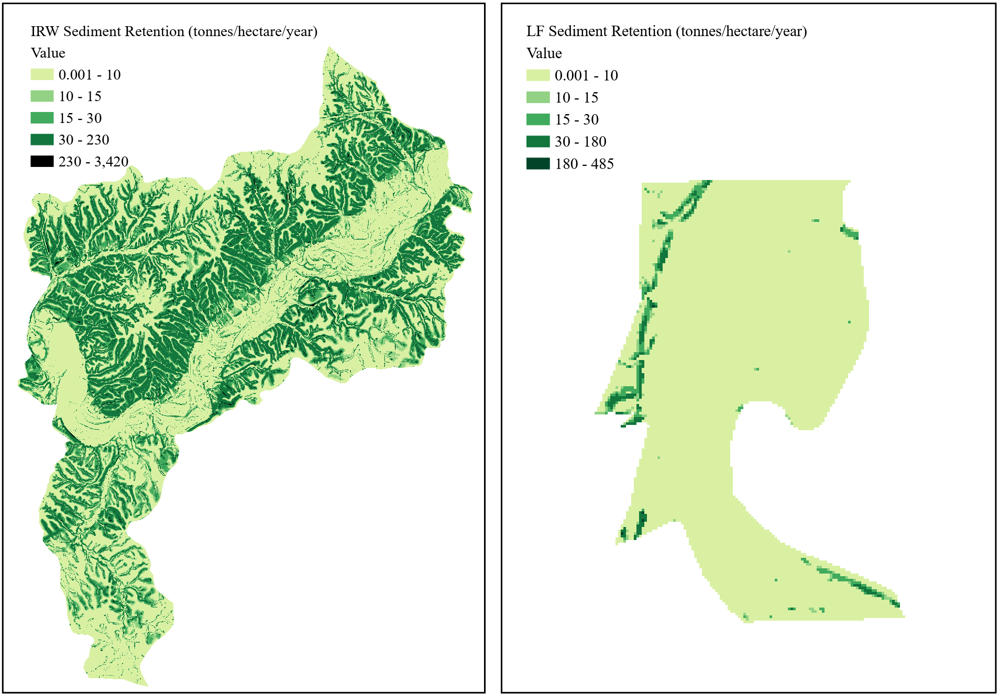 IRW Sediment Retention (tonnes/hectare/year)
Value
0.001 - 10
10 - 15
15 - 30
30 - 230
230 - 3,420
LF Sediment Retention (tonnes/hectare/year)
Value
0.001 - 10
10 - 15
15 - 30
30 - 180
180 - 485